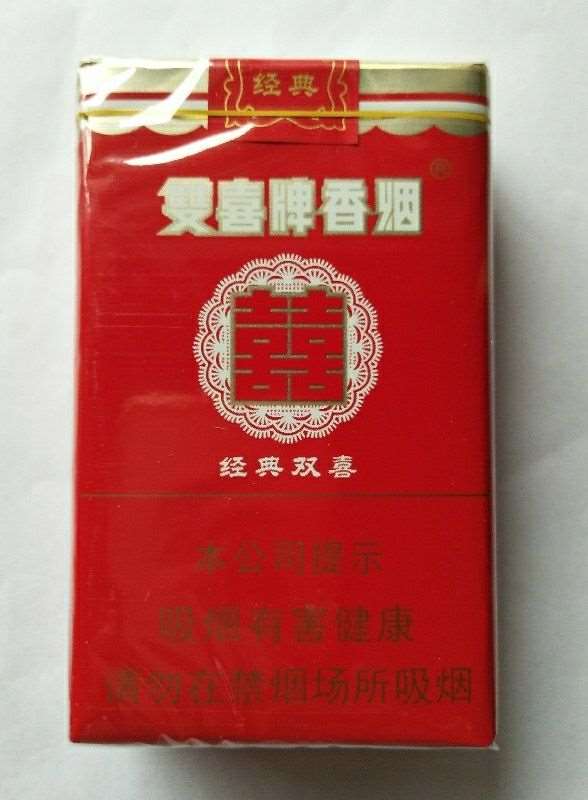 经典
雙喜牌香烟®
囍
经典双喜
本公司提示
吸烟有害健康
请勿在禁烟场所吸烟